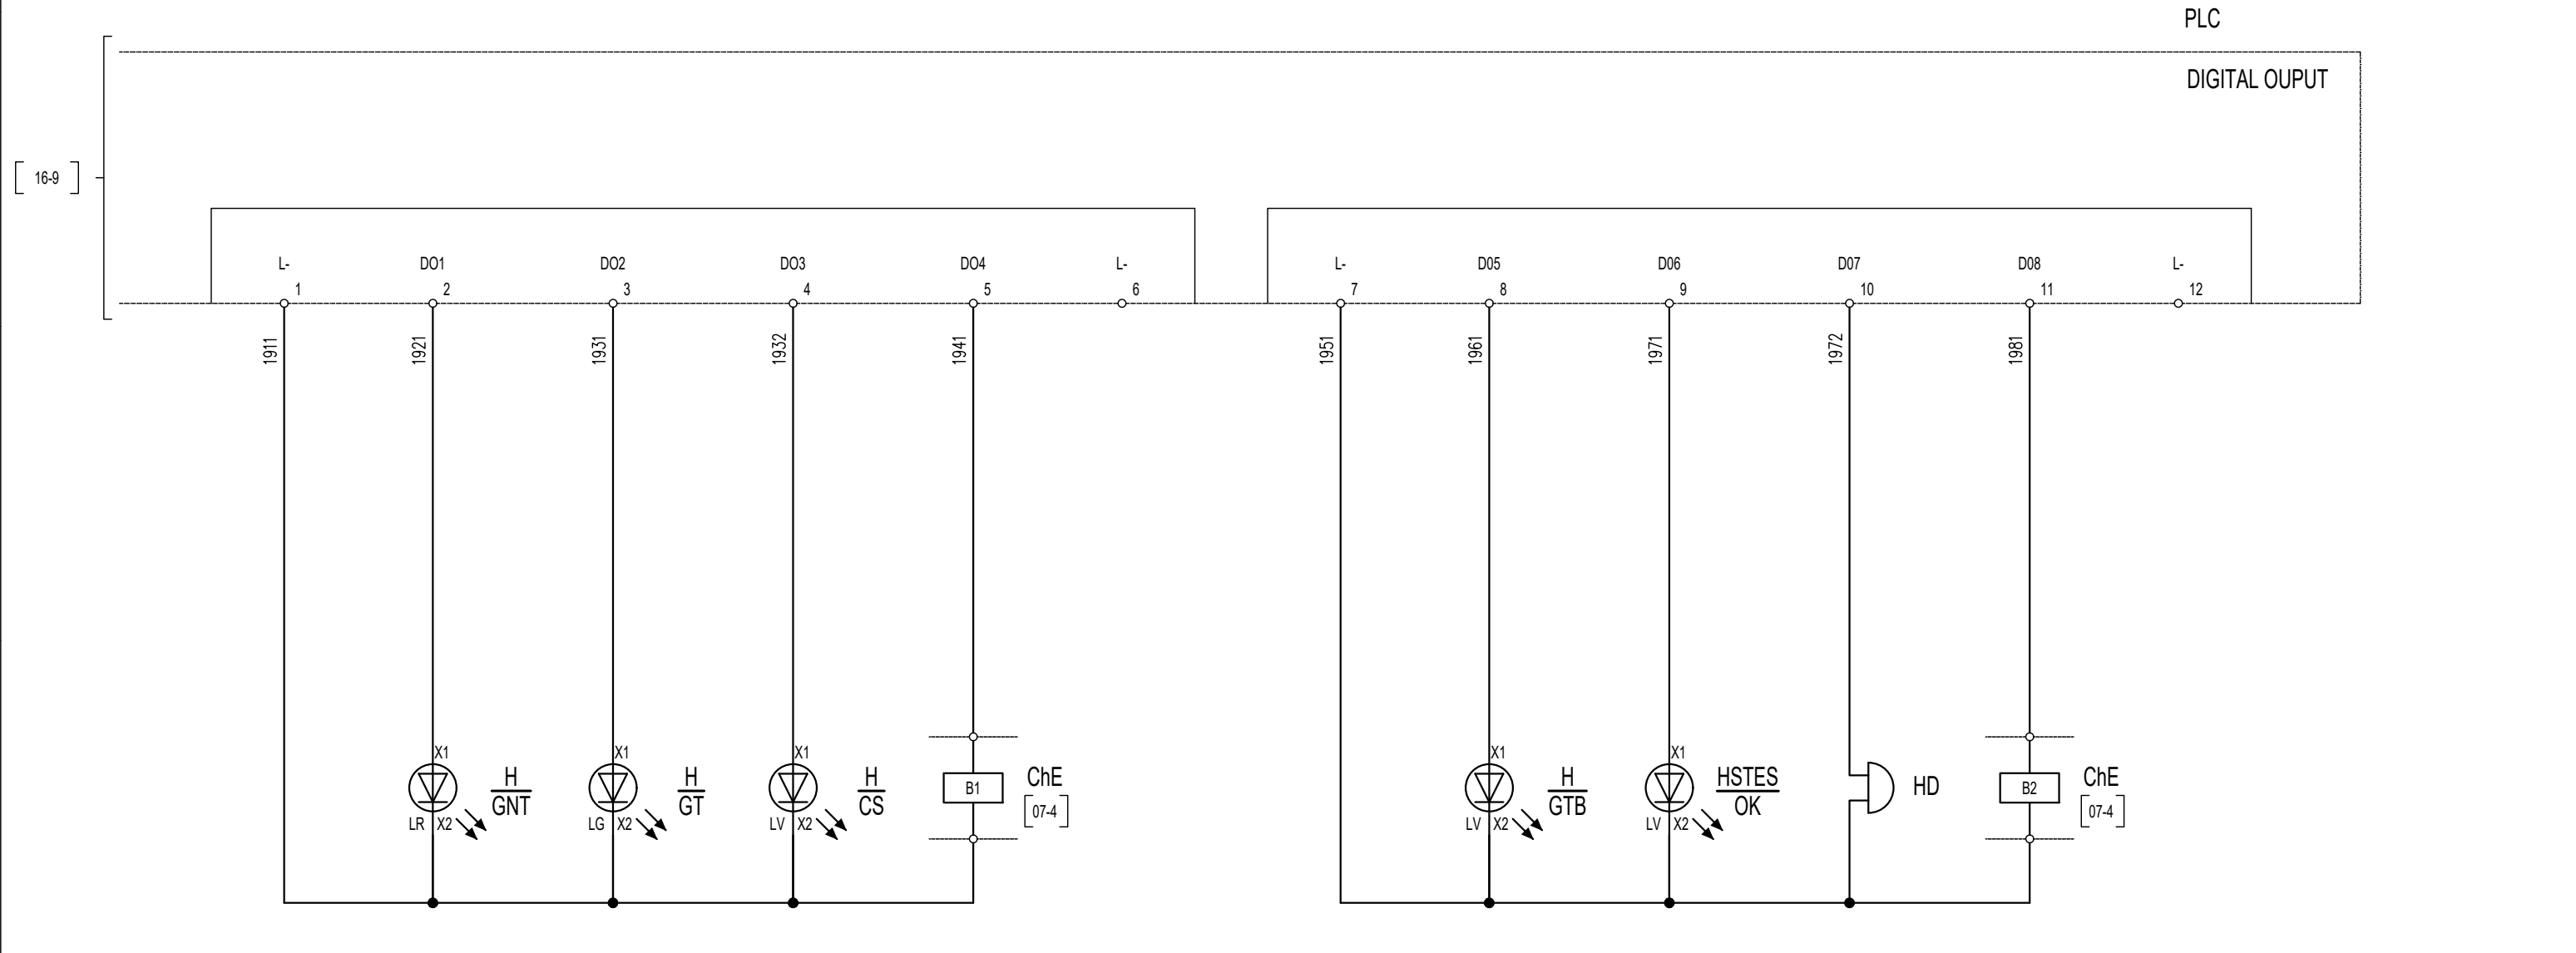 PLC
DIGITAL OUPUT
16-9
L- DO1 DO2 DO3 DO4 L- L- D05 D06 D07 D08 L-
1 2 3 4 5 6 7 8 9 10 11 12
1911 1921 1931 1932 1941 1951 1961 1971 1972 1981
X1 X1 X1 X1 X1
H H H ChE H HSTES ChE
B1 HD B2
GNT GT CS GTB OK
07-4 07-4
LR X2 LG X2 LV X2 LV X2 LV X2